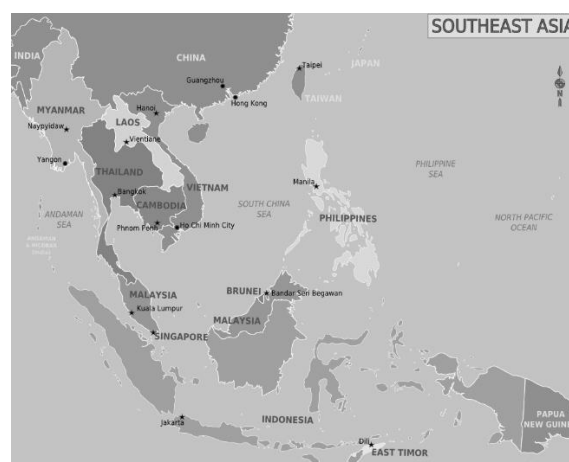 SOUTHEAST ASIA
INDIA
CHINA
JAPAN
Taipei
Guangzhou
Hong Kong
TAIWAN
N
MYANMAR
Hanoi
LAOS
Naypyidaw
Vientiane
Yangon
THAILAND
VIETNAM
Manila
PHILIPPINE
SEA
Bangkok
CAMBODIA
SOUTH CHINA
SEA
PHILIPPINES
NORTH PACIFIC
OCEAN
ANDAMAN
SEA
Phnom Penh
Ho Chi Minh City
BRUNEI
Bandar Seri Begawan
MALAYSIA
Kuala Lumpur
MALAYSIA
SINGAPORE
INDONESIA
Jakarta
PAPUA
NEW GUINE
Dili
EAST TIMOR